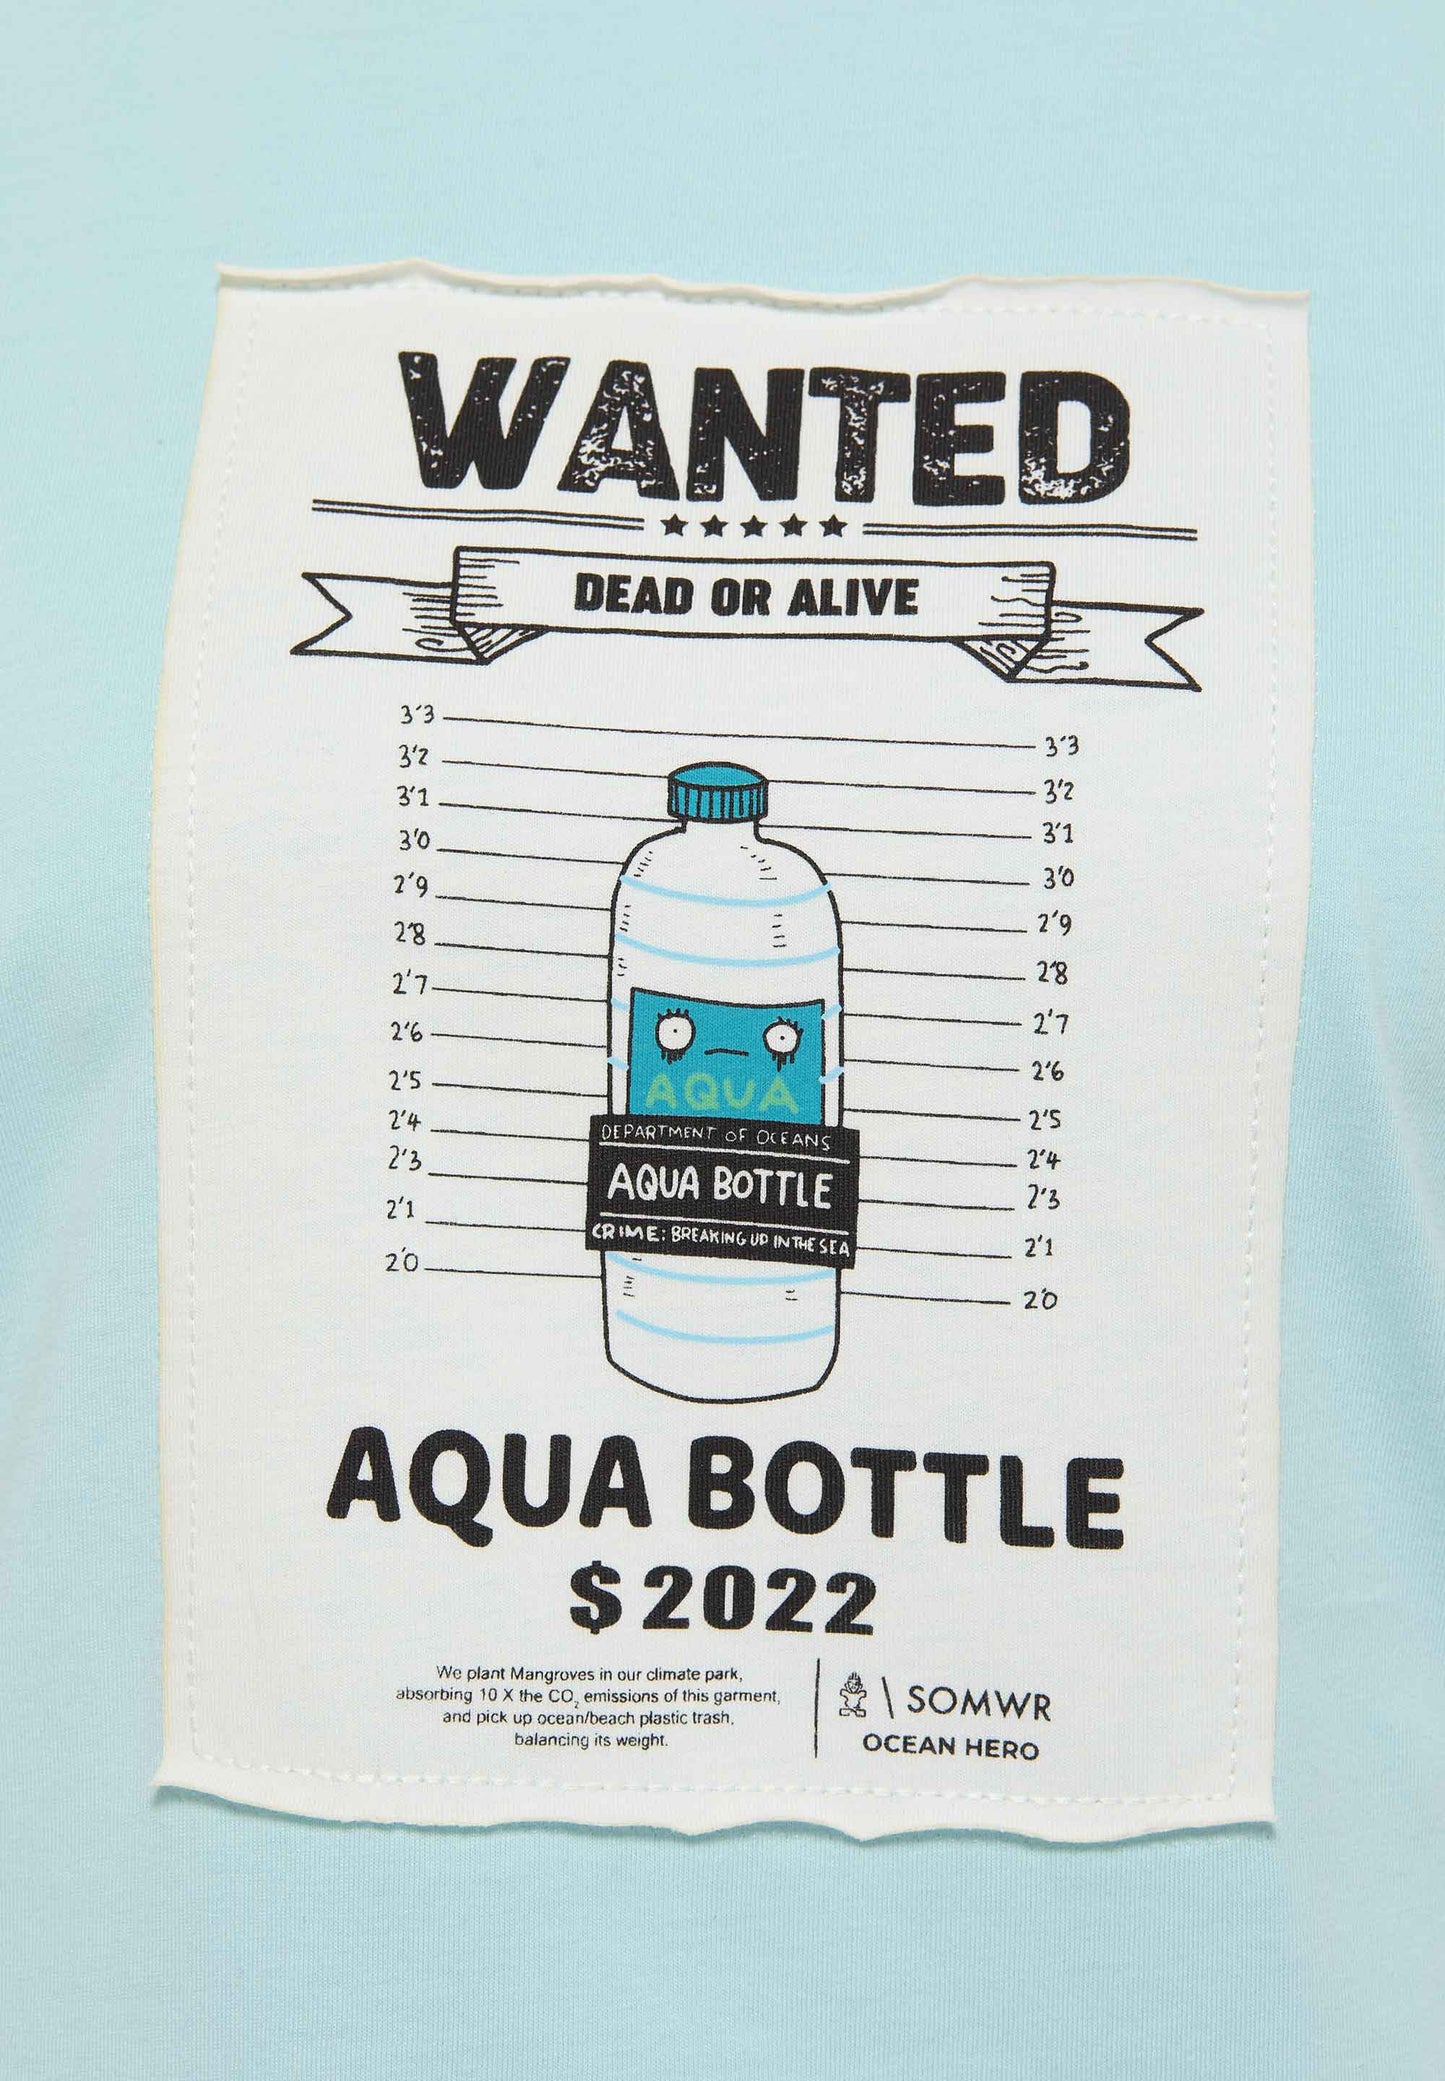 WANTED
DEAD OR ALIVE
3'3 3'3
3'2 3'2
3'1 3'1
3'0 3'0
2'9 2'9
2'8 2'8
2'7 2'7
2'6 2'6
2'5 2'5
2'4 2'4
2'3 2'3
2'1 2'1
2'0 2'0
AQUA
DEPARTMENT OF OCEANS
AQUA BOTTLE
CRIME: BREAKING UP IN THE SEA
AQUA BOTTLE
$2022
We plant Mangroves in our climate park,
absorbing 10 X the CO₂ emissions of this garment,
and pick up ocean/beach plastic trash,
balancing its weight.
\ SOMWR
OCEAN HERO